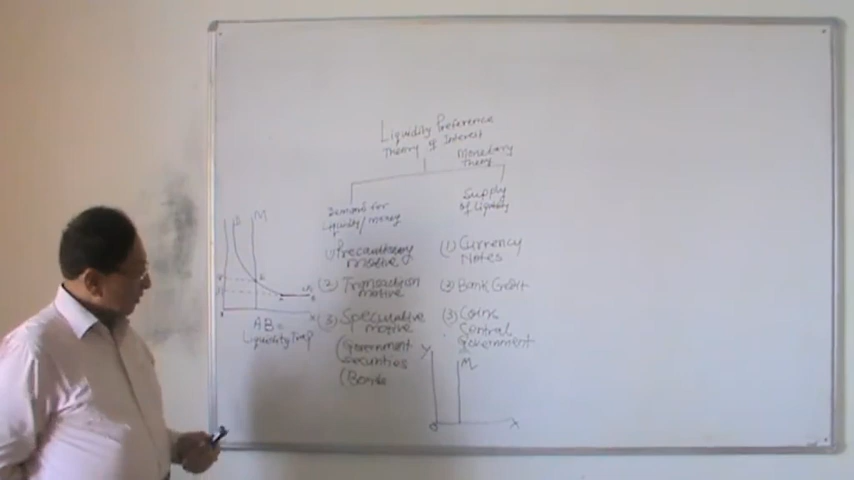 Liquidity Preference
Theory of Interest
Monetary
Theory
Demand for
Liquidity/money
(1) Precautionary
motive
(2) Transaction
motive
(3) Speculative
motive
(Government
securities
(Bonds
Supply
of Liquidity
(1) Currency
Notes
(2) Bank Credit
(3) Coins
Central
Government
M
E
A
B
X
AB =
Liquidity Trap
Y
M
O
X